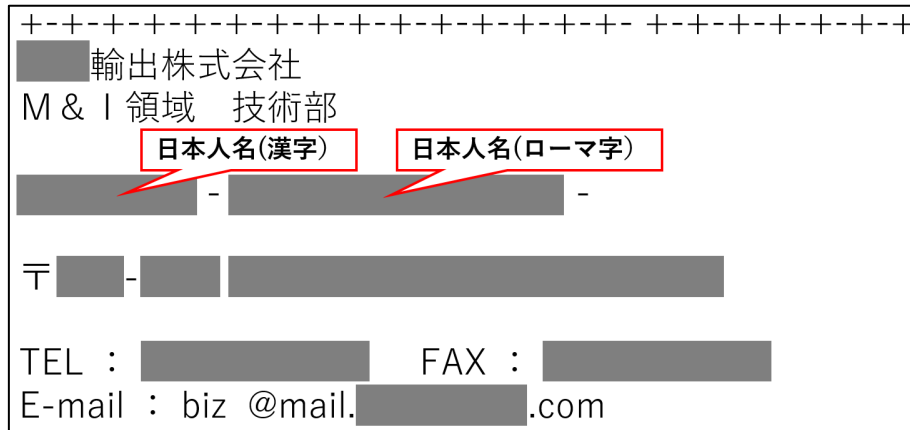 +-+-+-+-+-+-+-+-+-+-+-+-+-+-+-+-+- +-+-+-+-+-+-+-+
輸出株式会社
M & I 領域　技術部
日本人名(漢字)　日本人名(ローマ字)
- -
〒 -
TEL ： FAX ：
E-mail ： biz @mail. .com